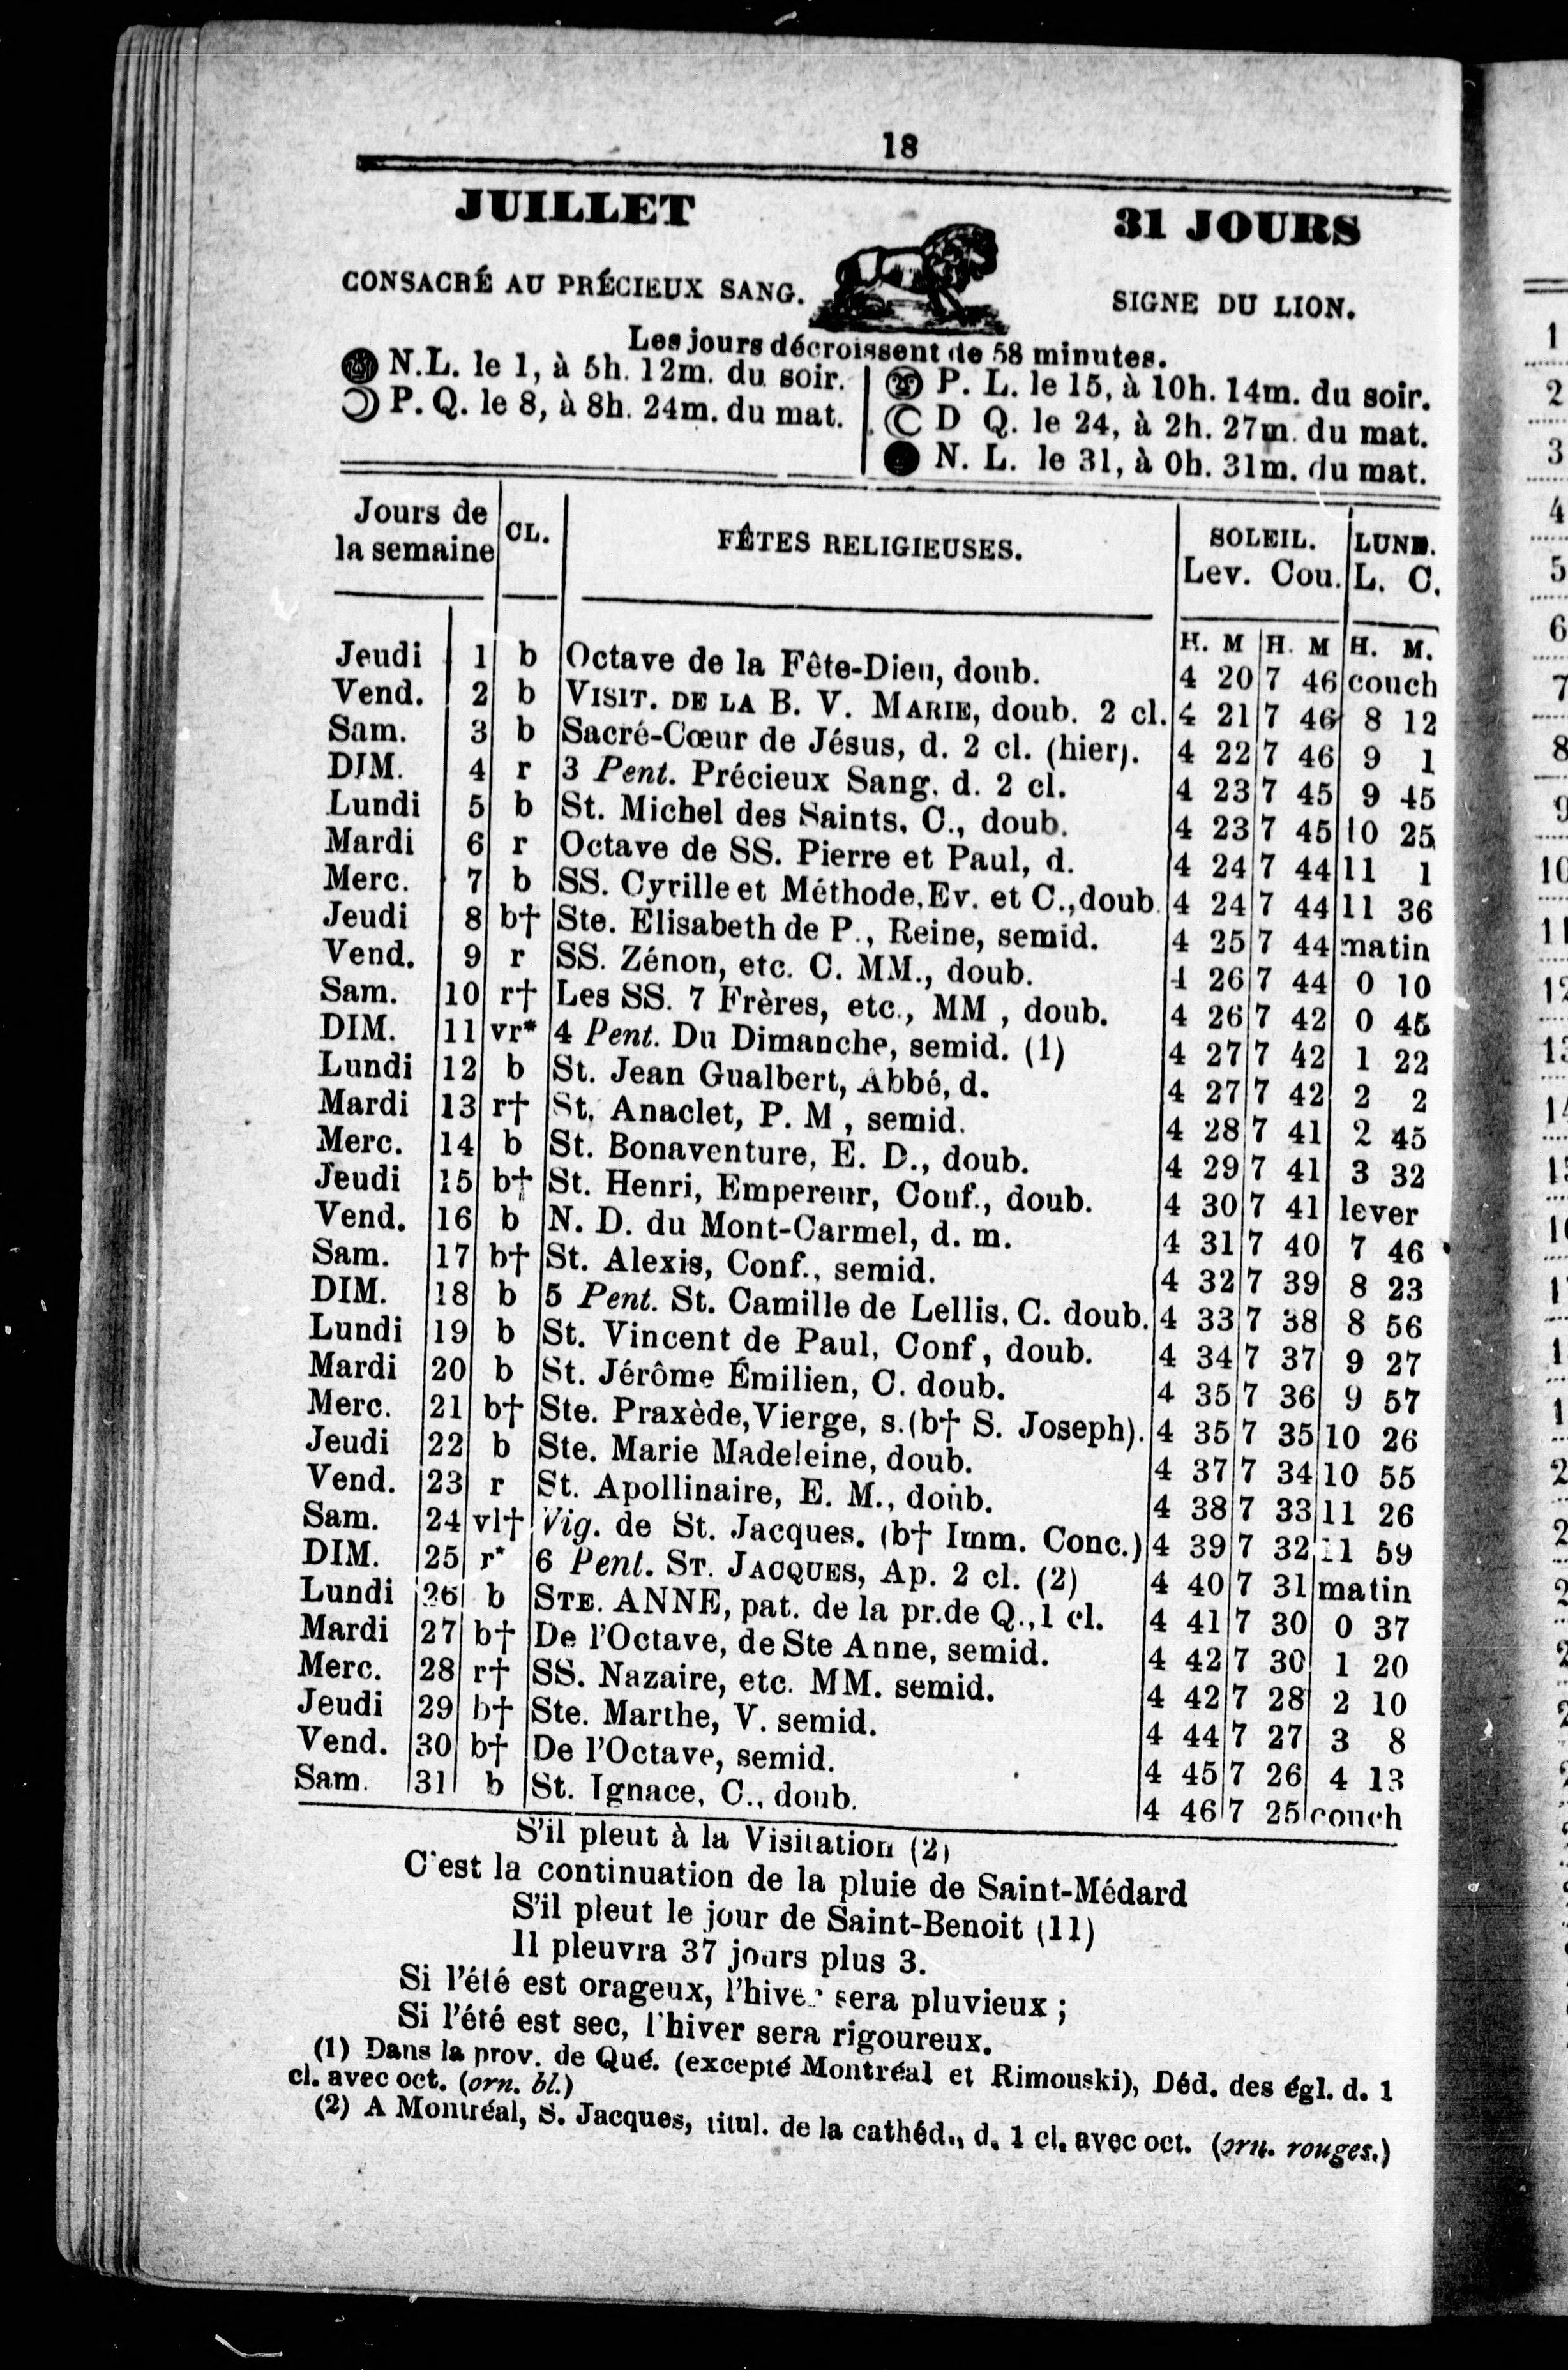 18
JUILLET 31 JOURS
CONSACRÉ AU PRÉCIEUX SANG. SIGNE DU LION.
Les jours décroissent de 58 minutes.
N.L. le 1, à 5h. 12m. du soir. P. L. le 15, à 10h. 14m. du soir.
P. Q. le 8, à 8h. 24m. du mat. D Q. le 24, à 2h. 27m. du mat.
N. L. le 31, à 0h. 31m. du mat.
Jours de la semaine CL. FÊTES RELIGIEUSES. SOLEIL. LUNE.
Lev. Cou. L. C.
H. M H. M H. M.
Jeudi 1 b Octave de la Fête-Dieu, doub. 4 20 7 46 couch
Vend. 2 b VISIT. DE LA B. V. MARIE, doub. 2 cl. 4 21 7 46 8 12
Sam. 3 b Sacré-Cœur de Jésus, d. 2 cl. (hier). 4 22 7 46 9 1
DIM. 4 r 3 Pent. Précieux Sang. d. 2 cl. 4 23 7 45 9 45
Lundi 5 b St. Michel des Saints, C., doub. 4 23 7 45 10 25
Mardi 6 r Octave de SS. Pierre et Paul, d. 4 24 7 44 11 1
Merc. 7 b SS. Cyrille et Méthode, Ev. et C., doub. 4 24 7 44 11 36
Jeudi 8 b† Ste. Elisabeth de P., Reine, semid. 4 25 7 44 matin
Vend. 9 r SS. Zénon, etc. C. MM., doub. 4 26 7 44 0 10
Sam. 10 r† Les SS. 7 Frères, etc., MM , doub. 4 26 7 42 0 45
DIM. 11 vr* 4 Pent. Du Dimanche, semid. (1) 4 27 7 42 1 22
Lundi 12 b St. Jean Gualbert, Abbé, d. 4 27 7 42 2 2
Mardi 13 r† St. Anaclet, P. M , semid. 4 28 7 41 2 45
Merc. 14 b St. Bonaventure, E. D., doub. 4 29 7 41 3 32
Jeudi 15 b† St. Henri, Empereur, Conf., doub. 4 30 7 41 lever
Vend. 16 b N. D. du Mont-Carmel, d. m. 4 31 7 40 7 46
Sam. 17 b† St. Alexis, Conf., semid. 4 32 7 39 8 23
DIM. 18 b 5 Pent. St. Camille de Lellis, C. doub. 4 33 7 38 8 56
Lundi 19 b St. Vincent de Paul, Conf , doub. 4 34 7 37 9 27
Mardi 20 b St. Jérôme Émilien, C. doub. 4 35 7 36 9 57
Merc. 21 b† Ste. Praxède, Vierge, s. (b† S. Joseph). 4 35 7 35 10 26
Jeudi 22 b Ste. Marie Madeleine, doub. 4 37 7 34 10 55
Vend. 23 r St. Apollinaire, E. M., doub. 4 38 7 33 11 26
Sam. 24 vl† Vig. de St. Jacques. (b† Imm. Conc.) 4 39 7 32 11 59
DIM. 25 r* 6 Pent. ST. JACQUES, Ap. 2 cl. (2) 4 40 7 31 matin
Lundi 26 b STE. ANNE, pat. de la pr. de Q., 1 cl. 4 41 7 30 0 37
Mardi 27 b† De l'Octave, de Ste Anne, semid. 4 42 7 30 1 20
Merc. 28 r† SS. Nazaire, etc. MM. semid. 4 42 7 28 2 10
Jeudi 29 b† Ste. Marthe, V. semid. 4 44 7 27 3 8
Vend. 30 b† De l'Octave, semid. 4 45 7 26 4 13
Sam. 31 b St. Ignace, C., doub. 4 46 7 25 couch
S'il pleut à la Visitation (2)
C'est la continuation de la pluie de Saint-Médard
S'il pleut le jour de Saint-Benoit (11)
Il pleuvra 37 jours plus 3.
Si l'été est orageux, l'hiver sera pluvieux ;
Si l'été est sec, l'hiver sera rigoureux.
(1) Dans la prov. de Qué. (excepté Montréal et Rimouski), Déd. des égl. d. 1
cl. avec oct. (orn. bl.)
(2) A Montréal, S. Jacques, titul. de la cathéd., d. 1 cl. avec oct. (orn. rouges.)